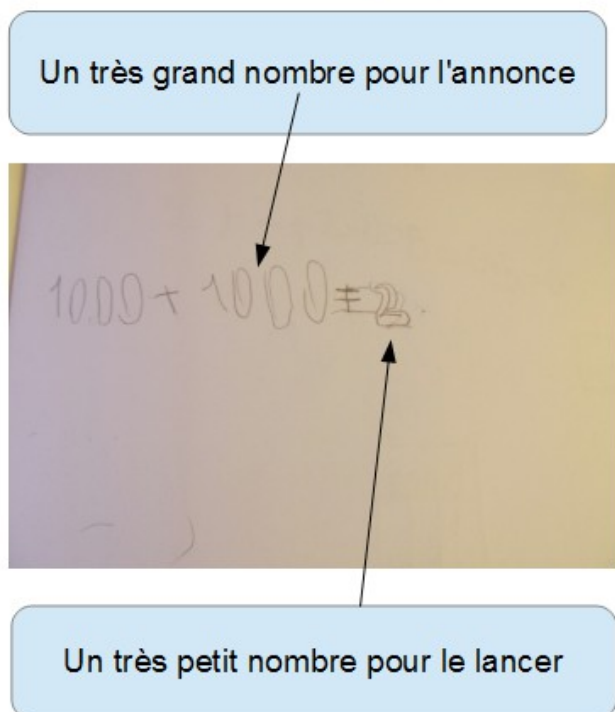 Un très grand nombre pour l'annonce
1000 + 1000 = 2
Un très petit nombre pour le lancer